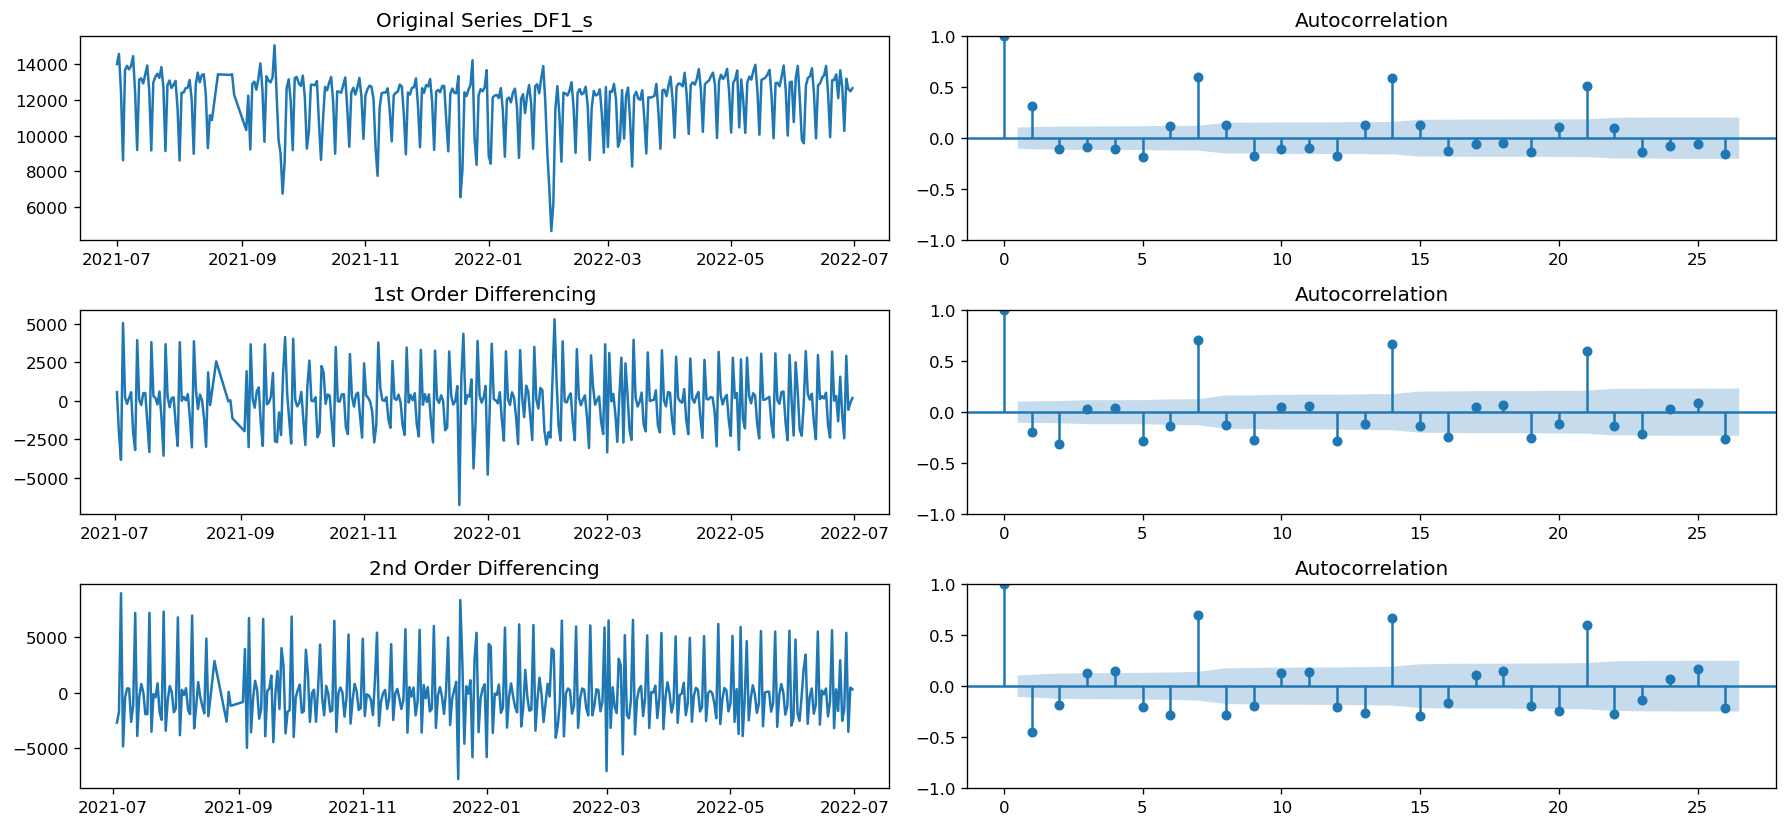 Original Series_DF1_s
14000
12000
10000
8000
6000
2021-07 2021-09 2021-11 2022-01 2022-03 2022-05 2022-07
Autocorrelation
1.0
0.5
0.0
−0.5
−1.0
0 5 10 15 20 25
1st Order Differencing
5000
2500
0
−2500
−5000
2021-07 2021-09 2021-11 2022-01 2022-03 2022-05 2022-07
Autocorrelation
1.0
0.5
0.0
−0.5
−1.0
0 5 10 15 20 25
2nd Order Differencing
5000
0
−5000
2021-07 2021-09 2021-11 2022-01 2022-03 2022-05 2022-07
Autocorrelation
1.0
0.5
0.0
−0.5
−1.0
0 5 10 15 20 25